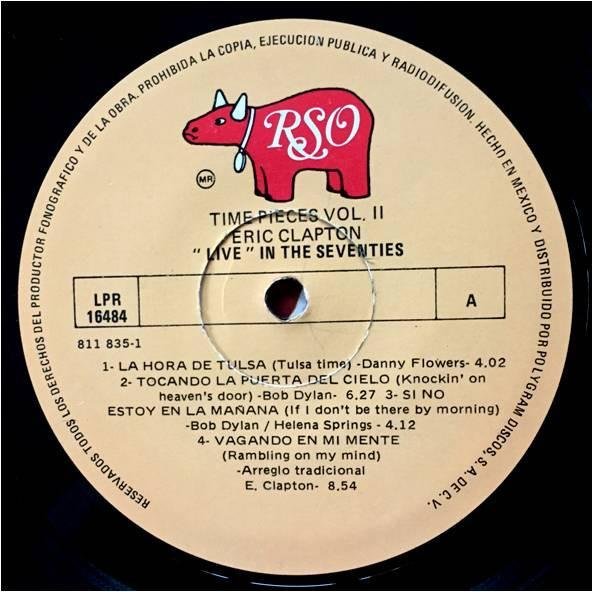 RESERVADOS TODOS LOS DERECHOS DEL PRODUCTOR FONOGRAFICO Y DE LA OBRA. PROHIBIDA LA COPIA, EJECUCION PUBLICA Y RADIODIFUSION. HECHO EN MEXICO Y DISTRIBUIDO POR POLYGRAM DISCOS, S.A. DE C.V.
RSO
MR
TIME PIECES VOL. II
ERIC CLAPTON
"LIVE" IN THE SEVENTIES
LPR
16484
A
811 835-1
1- LA HORA DE TULSA (Tulsa time) -Danny Flowers- 4.02
2- TOCANDO LA PUERTA DEL CIELO (Knockin' on
heaven's door) -Bob Dylan- 6.27 3- SI NO
ESTOY EN LA MAÑANA (If I don't be there by morning)
-Bob Dylan / Helena Springs - 4.12
4- VAGANDO EN MI MENTE
(Rambling on my mind)
-Arreglo tradicional
E. Clapton- 8.54